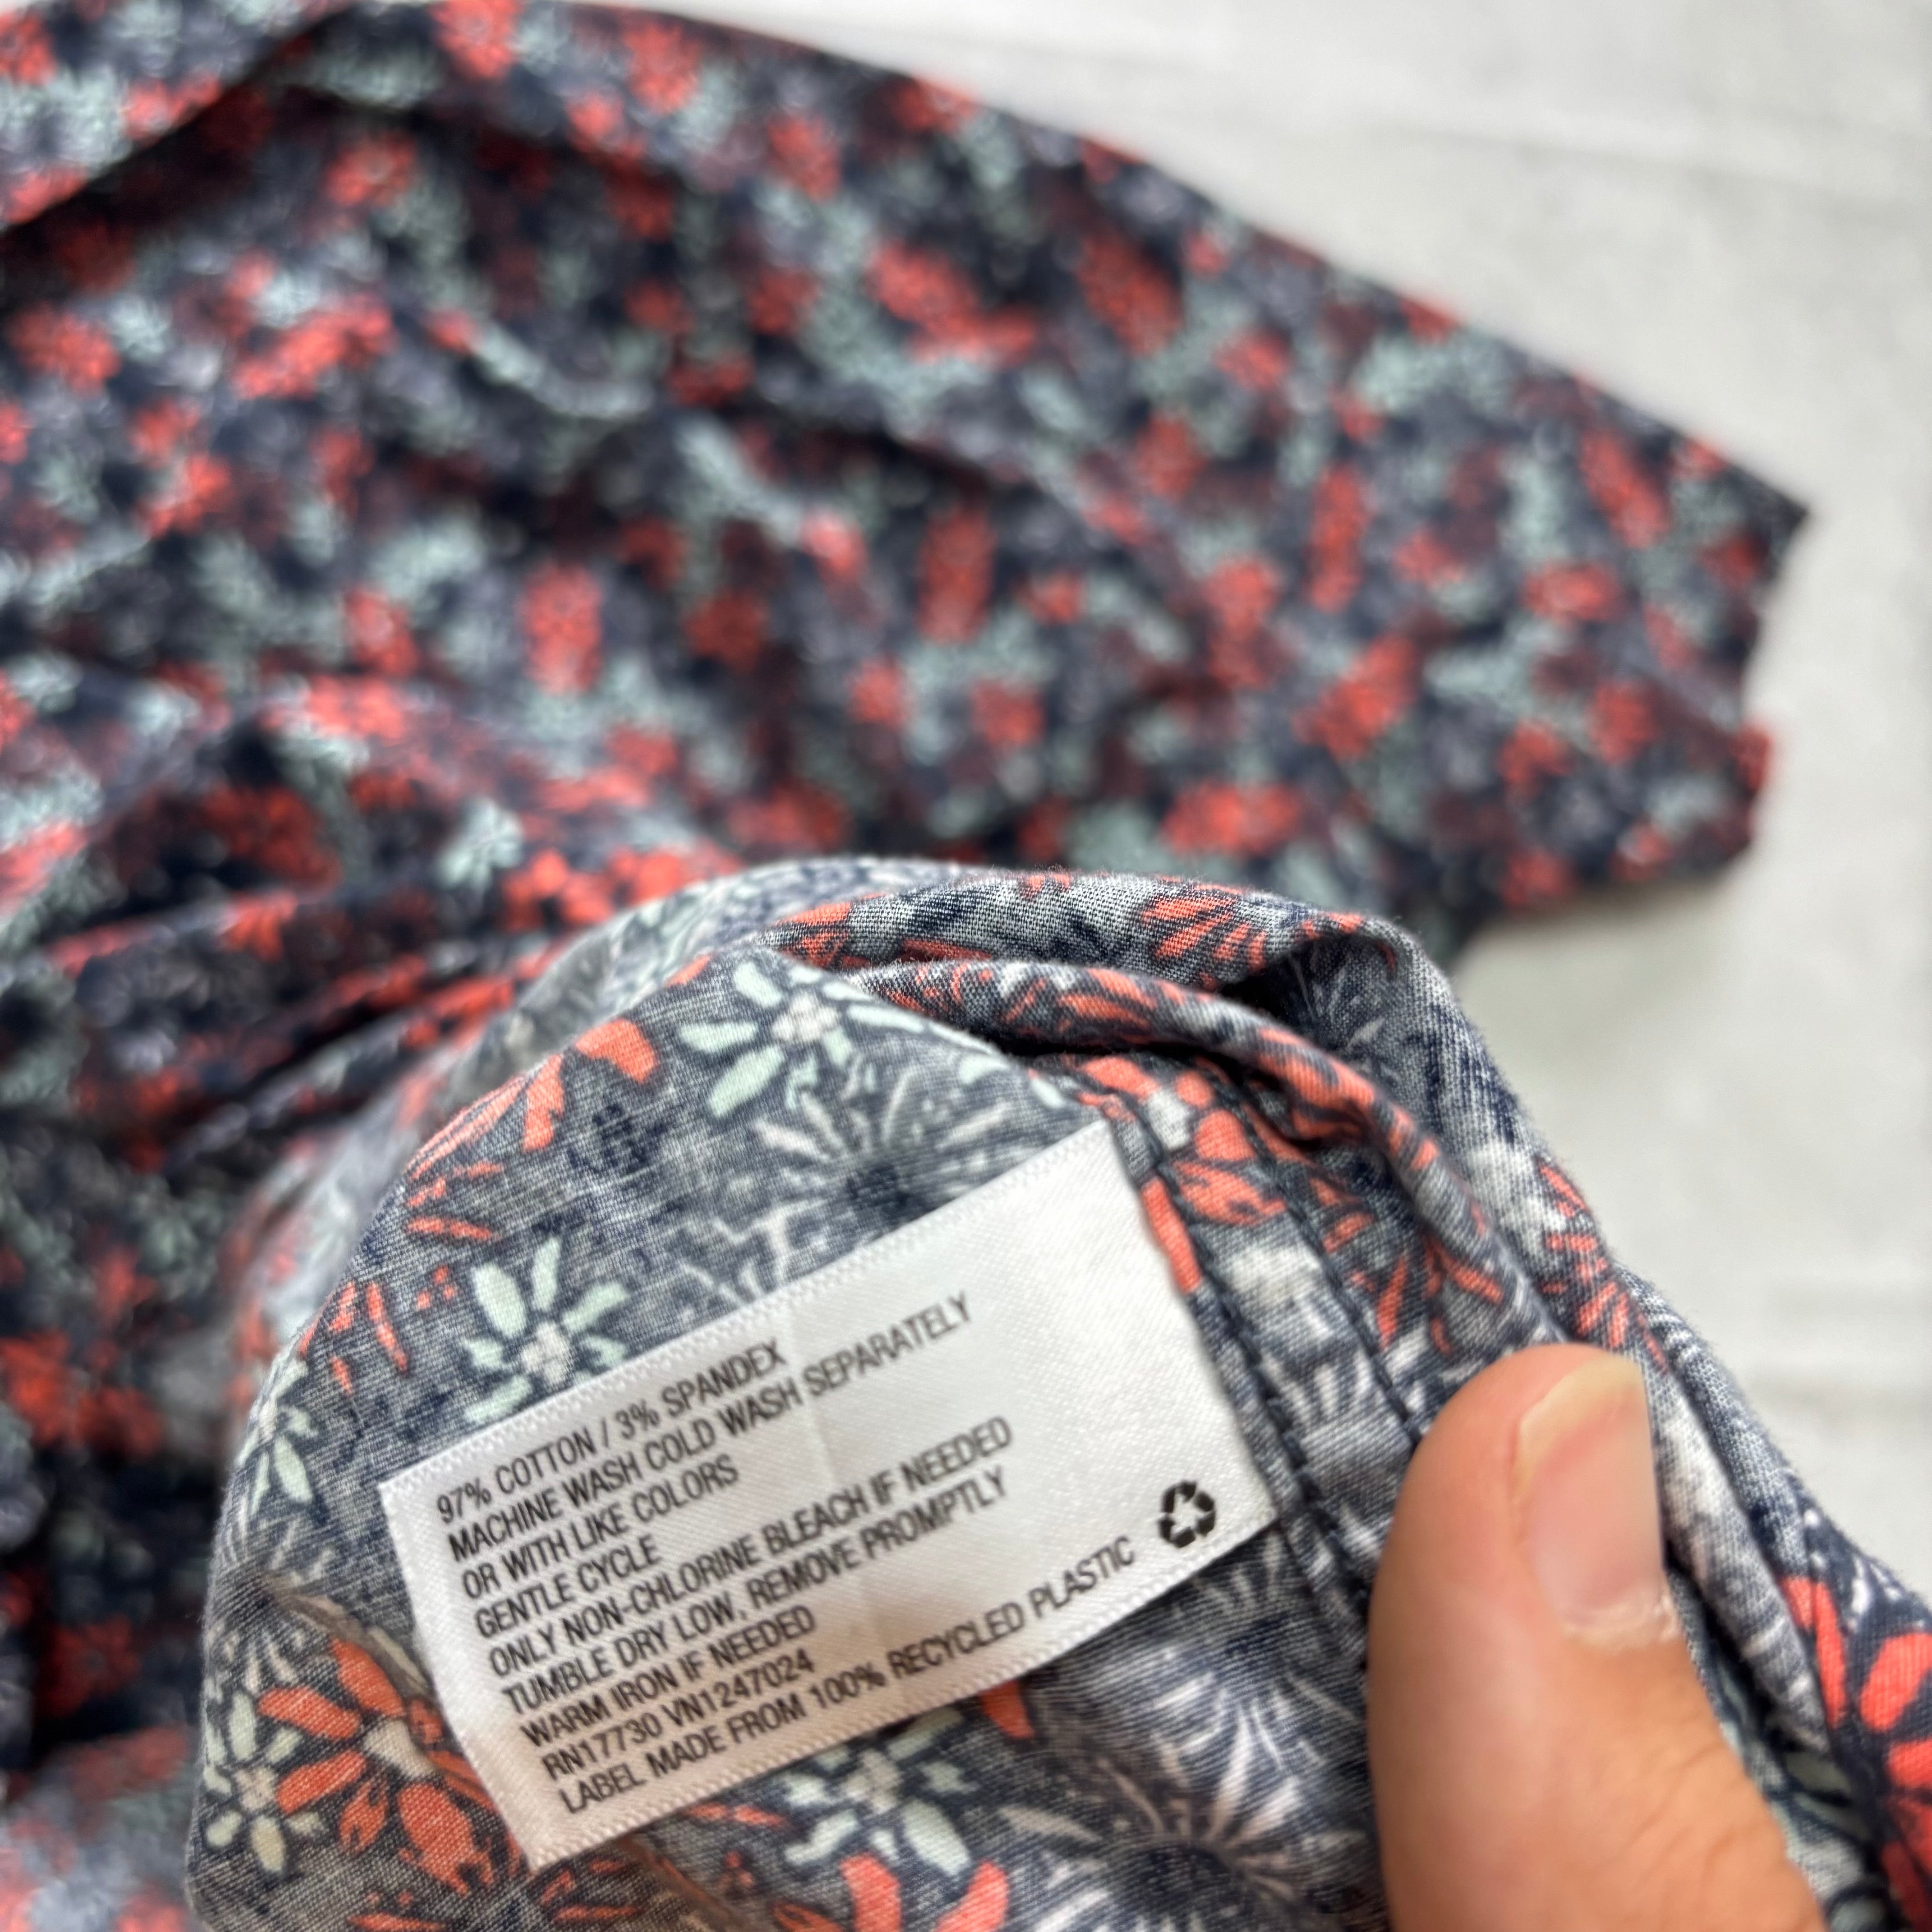 97% COTTON / 3% SPANDEX
MACHINE WASH COLD WASH SEPARATELY
OR WITH LIKE COLORS
GENTLE CYCLE
ONLY NON-CHLORINE BLEACH IF NEEDED
TUMBLE DRY LOW, REMOVE PROMPTLY
WARM IRON IF NEEDED
RN17730 VN1247024
LABEL MADE FROM 100% RECYCLED PLASTIC